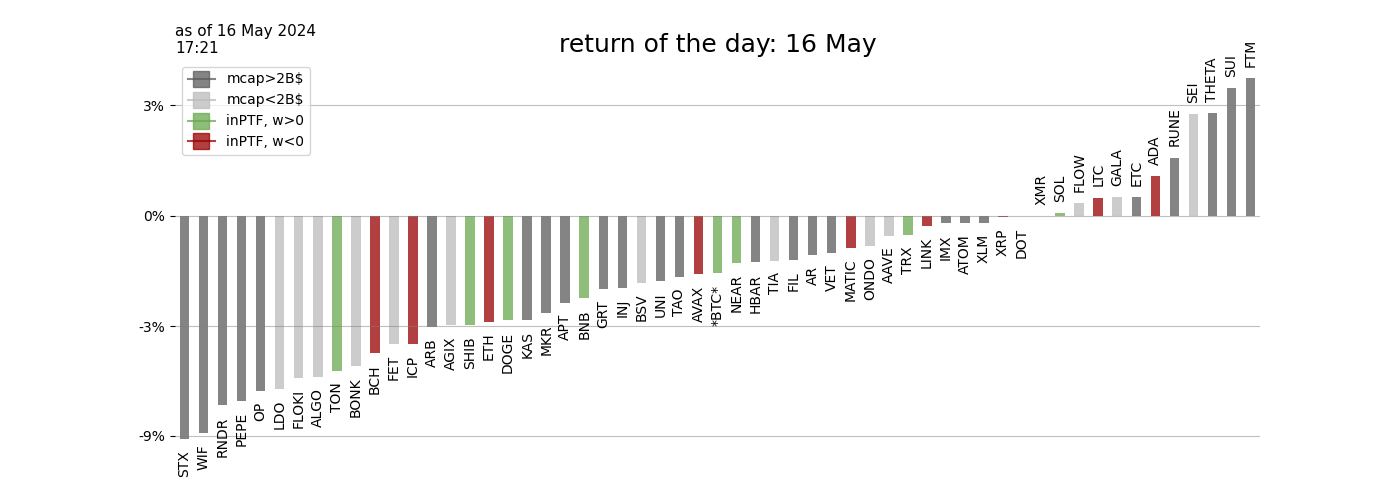 as of 16 May 2024
17:21
return of the day: 16 May
mcap>2B$
mcap<2B$
inPTF, w>0
inPTF, w<0
3%
0%
-3%
-9%
STX
WIF
RNDR
PEPE
OP
LDO
FLOKI
ALGO
TON
BONK
BCH
FET
ICP
ARB
AGIX
SHIB
ETH
DOGE
KAS
MKR
APT
BNB
GRT
INJ
BSV
UNI
TAO
AVAX
*BTC*
NEAR
HBAR
TIA
FIL
AR
VET
MATIC
ONDO
AAVE
TRX
LINK
IMX
ATOM
XLM
XRP
DOT
XMR
SOL
FLOW
LTC
GALA
ETC
ADA
RUNE
SEI
THETA
SUI
FTM